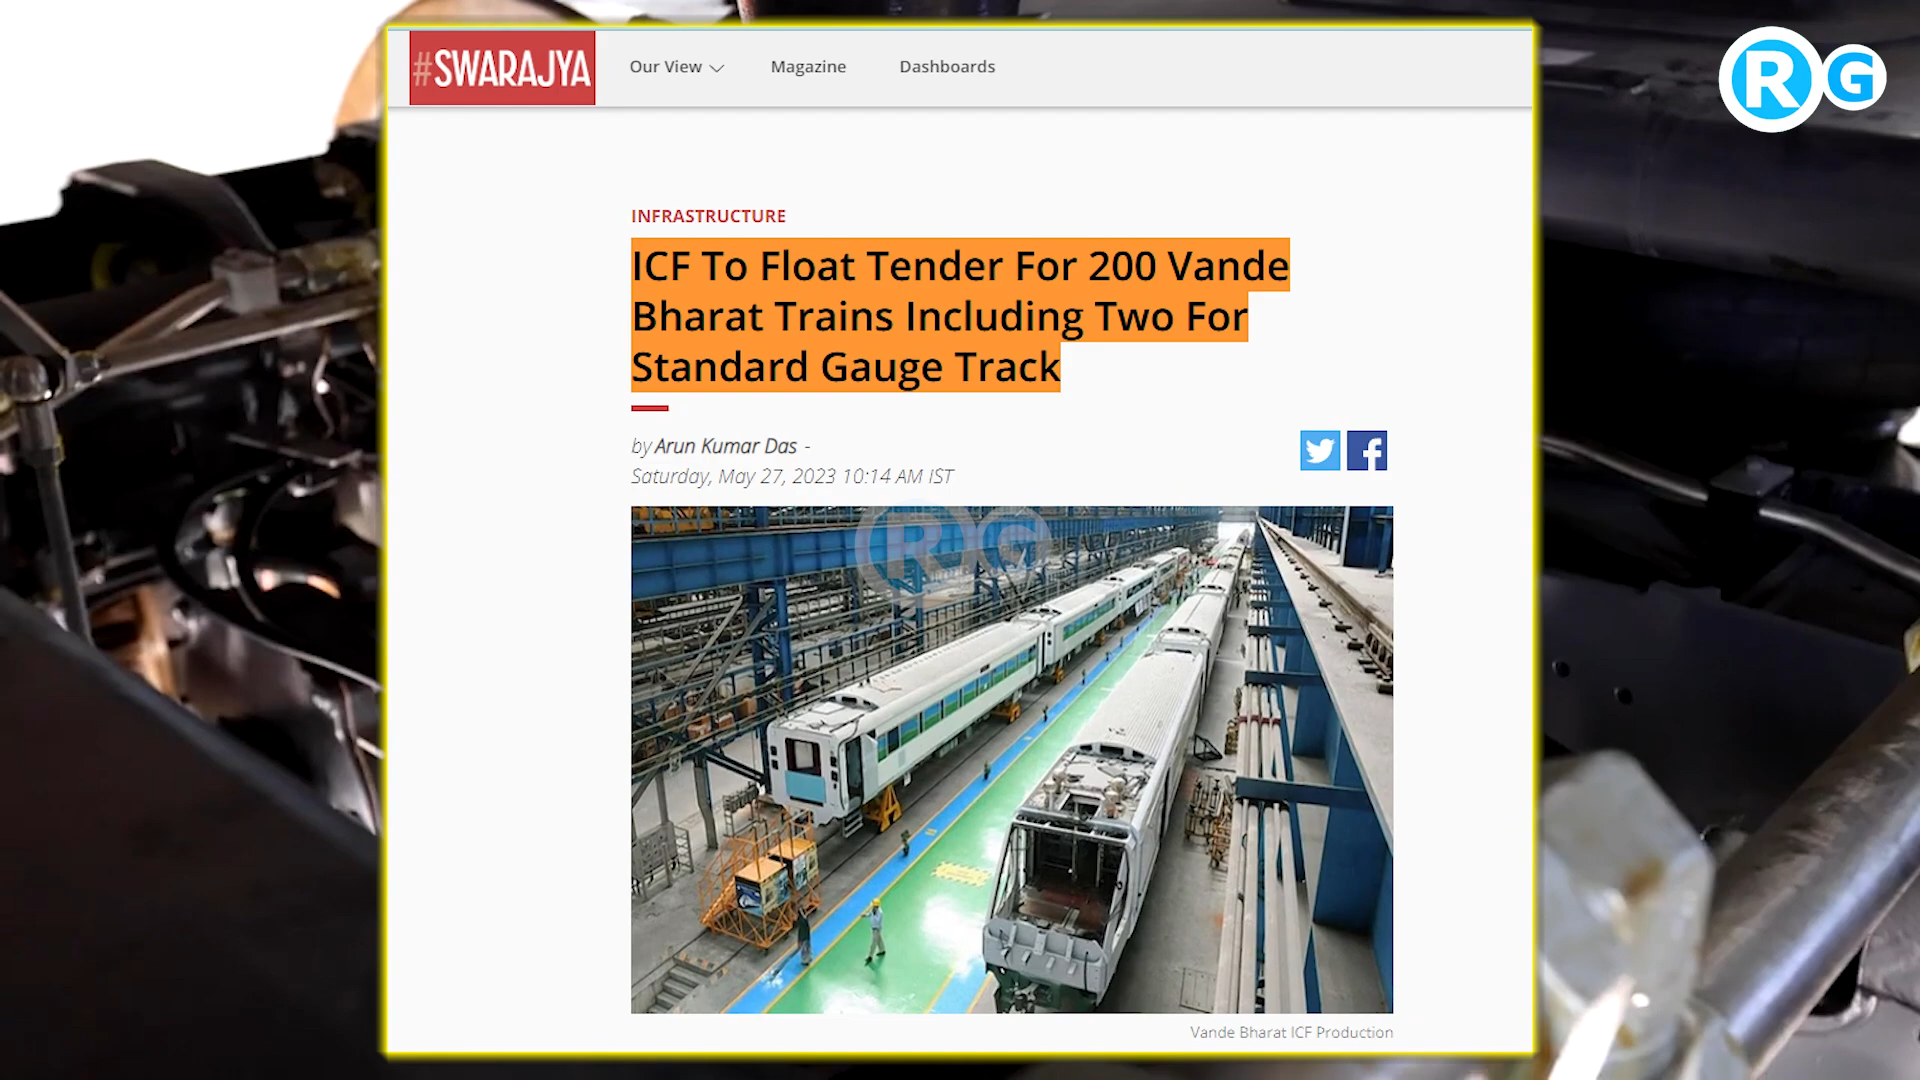 #SWARAJYA
Our View
Magazine
Dashboards
RG
INFRASTRUCTURE
ICF To Float Tender For 200 Vande
Bharat Trains Including Two For
Standard Gauge Track
by Arun Kumar Das -
Saturday, May 27, 2023 10:14 AM IST
RG
Vande Bharat ICF Production